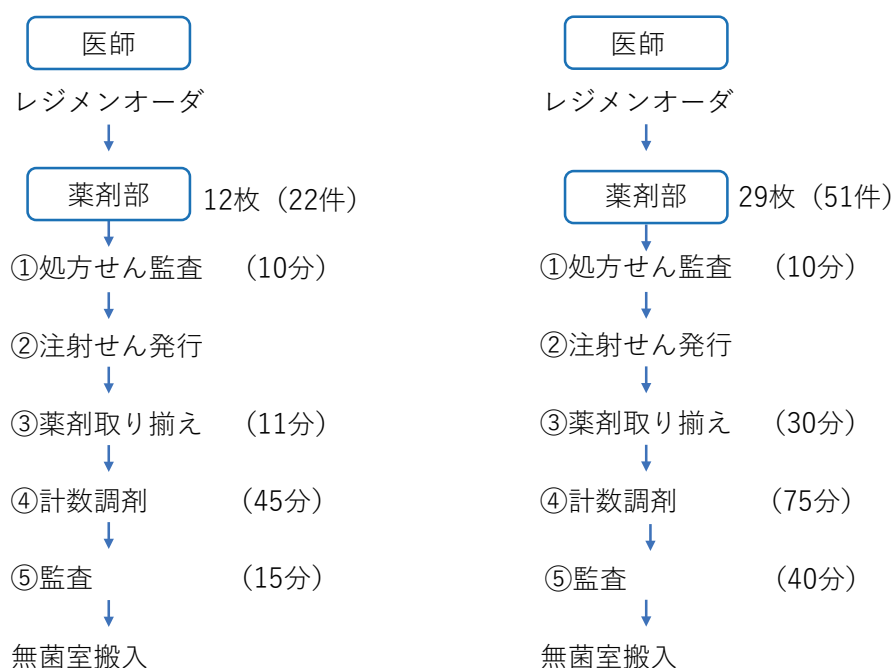 医師
レジメンオーダ
薬剤部 12枚（22件）
①処方せん監査 （10分）
②注射せん発行
③薬剤取り揃え （11分）
④計数調剤 （45分）
⑤監査 （15分）
無菌室搬入
医師
レジメンオーダ
薬剤部 29枚（51件）
①処方せん監査 （10分）
②注射せん発行
③薬剤取り揃え （30分）
④計数調剤 （75分）
⑤監査 （40分）
無菌室搬入